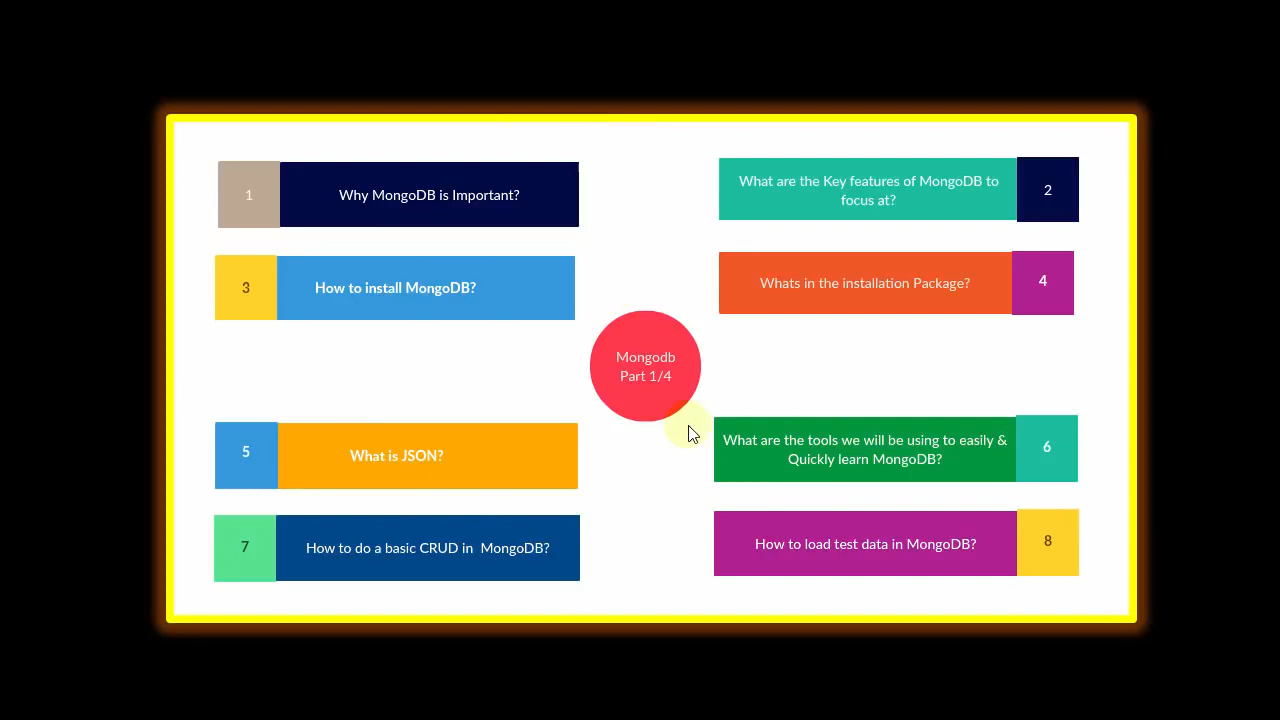 1
Why MongoDB is Important?
What are the Key features of MongoDB to
focus at?
2
3
How to install MongoDB?
Whats in the installation Package?
4
Mongodb
Part 1/4
5
What is JSON?
What are the tools we will be using to easily &
Quickly learn MongoDB?
6
7
How to do a basic CRUD in  MongoDB?
How to load test data in MongoDB?
8